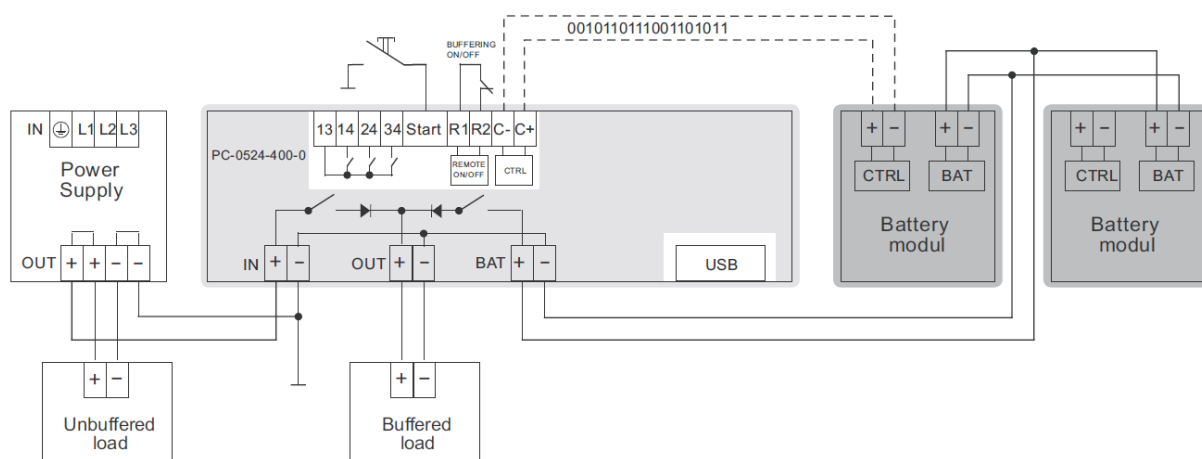 0010110111001101011
BUFFERING
ON/OFF
IN L1 L2 L3
Power
Supply
OUT + + − −
PC-0524-400-0
13 14 24 34 Start R1 R2 C- C+
REMOTE
ON/OFF
CTRL
IN + −
OUT + −
BAT + −
USB
+ − + −
CTRL BAT
Battery
modul
+ − + −
CTRL BAT
Battery
modul
+ −
Unbuffered
load
+ −
Buffered
load